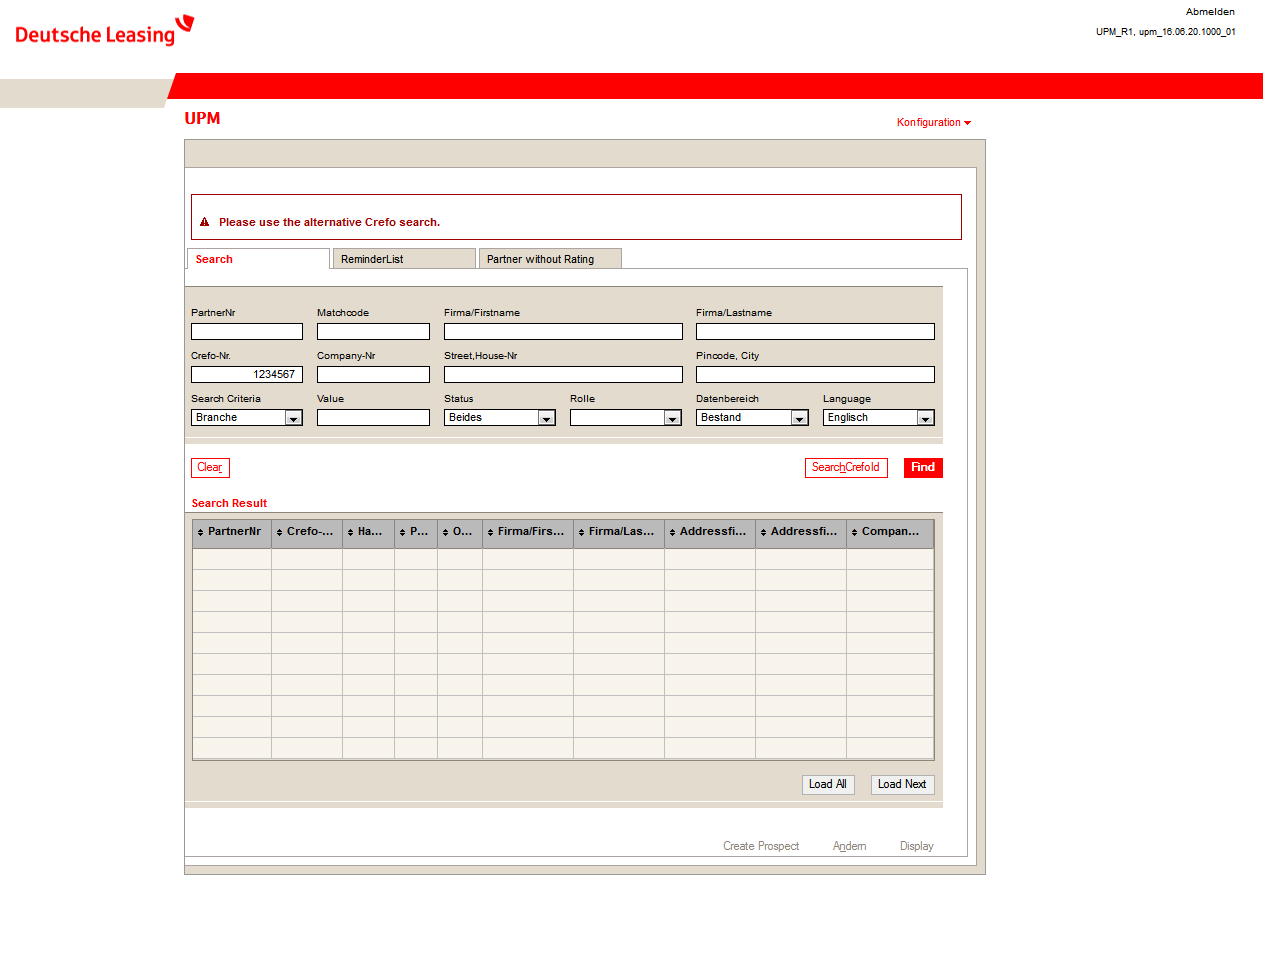 Abmelden
Deutsche Leasing
UPM_R1, upm_16.06.20.1000_01
UPM
Konfiguration
Please use the alternative Crefo search.
Search ReminderList Partner without Rating
PartnerNr Matchcode Firma/Firstname Firma/Lastname
Crefo-Nr. Company-Nr Street,House-Nr Pincode, City
1234567
Search Criteria Value Status Rolle Datenbereich Language
Branche Beides Bestand Englisch
Clear SearchCrefoId Find
Search Result
PartnerNr Crefo-... Ha... P... O... Firma/Firs... Firma/Las... Addressfi... Addressfi... Compan...
Load All Load Next
Create Prospect Ändern Display